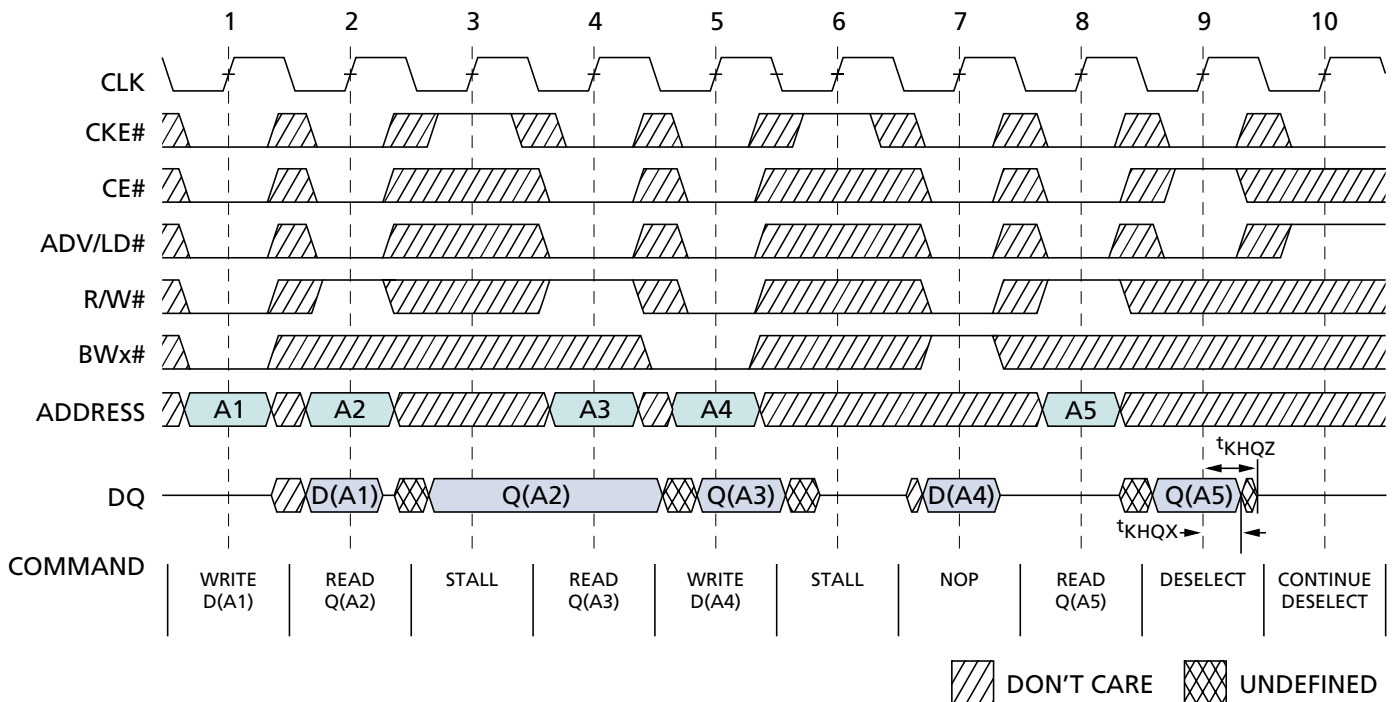 1 2 3 4 5 6 7 8 9 10
CLK
CKE#
CE#
ADV/LD#
R/W#
BWx#
ADDRESS A1 A2 A3 A4 A5
tKHQZ
DQ D(A1) Q(A2) Q(A3) D(A4) Q(A5)
tKHQX
COMMAND
WRITE READ STALL READ WRITE STALL NOP READ DESELECT CONTINUE
D(A1) Q(A2) Q(A3) D(A4) Q(A5) DESELECT
DON'T CARE UNDEFINED